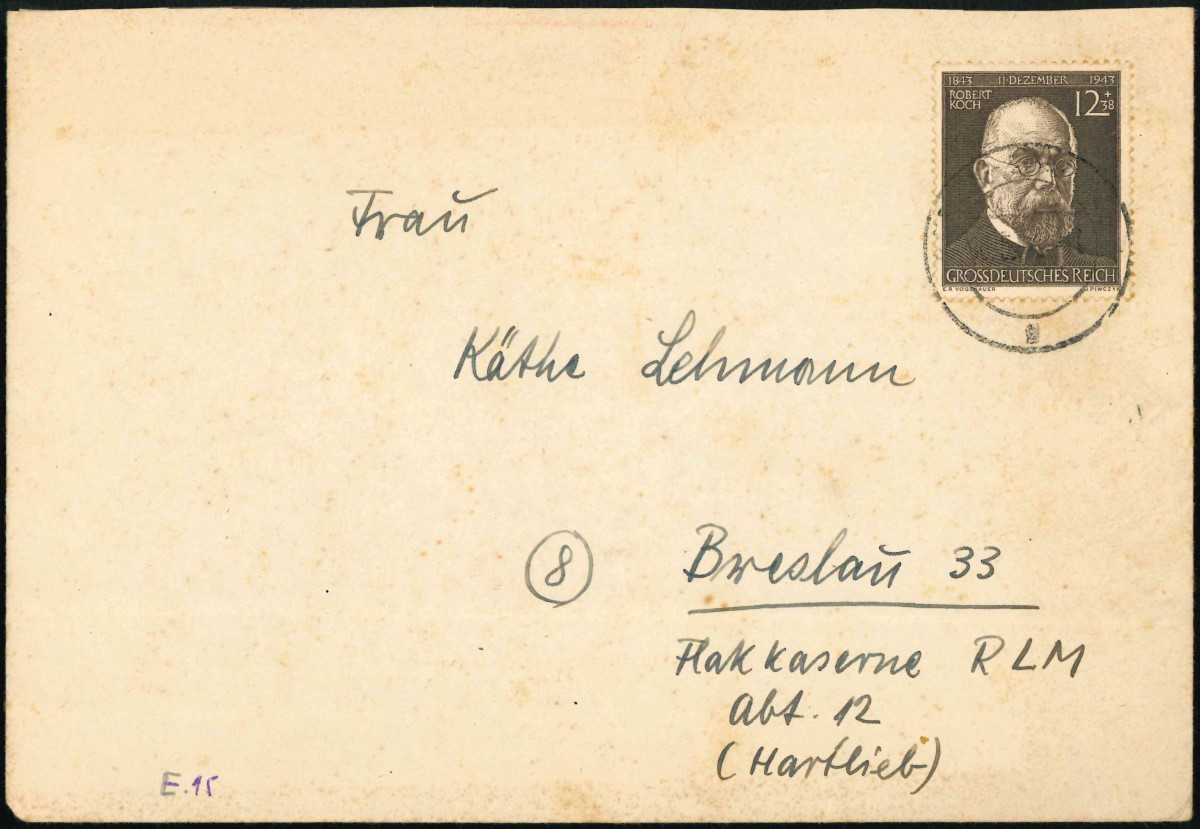 1843 11·DEZEMBER 1943
ROBERT KOCH 12+38
GROSSDEUTSCHES REICH
Frau
Käthe Lehmann
8 Breslau 33
Flakkaserne RLM
Abt. 12
(Hartlieb)
E.15